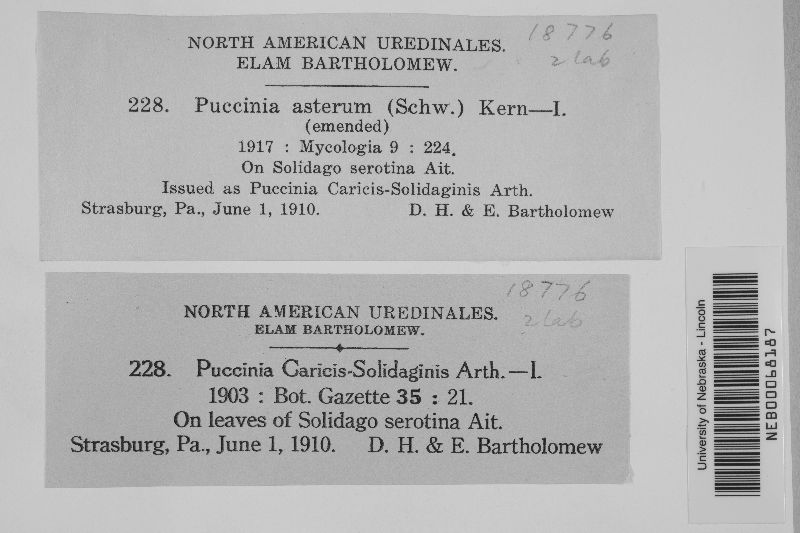 18776
2 lab
NORTH AMERICAN UREDINALES.
ELAM BARTHOLOMEW.
228. Puccinia asterum (Schw.) Kern—I.
(emended)
1917 : Mycologia 9 : 224.
On Solidago serotina Ait.
Issued as Puccinia Caricis-Solidaginis Arth.
Strasburg, Pa., June 1, 1910. D. H. & E. Bartholomew
18776
2 lab
NORTH AMERICAN UREDINALES.
ELAM BARTHOLOMEW.
228. Puccinia Caricis-Solidaginis Arth.—I.
1903 : Bot. Gazette 35 : 21.
On leaves of Solidago serotina Ait.
Strasburg, Pa., June 1, 1910. D. H. & E. Bartholomew
University of Nebraska - Lincoln
NEB00068187